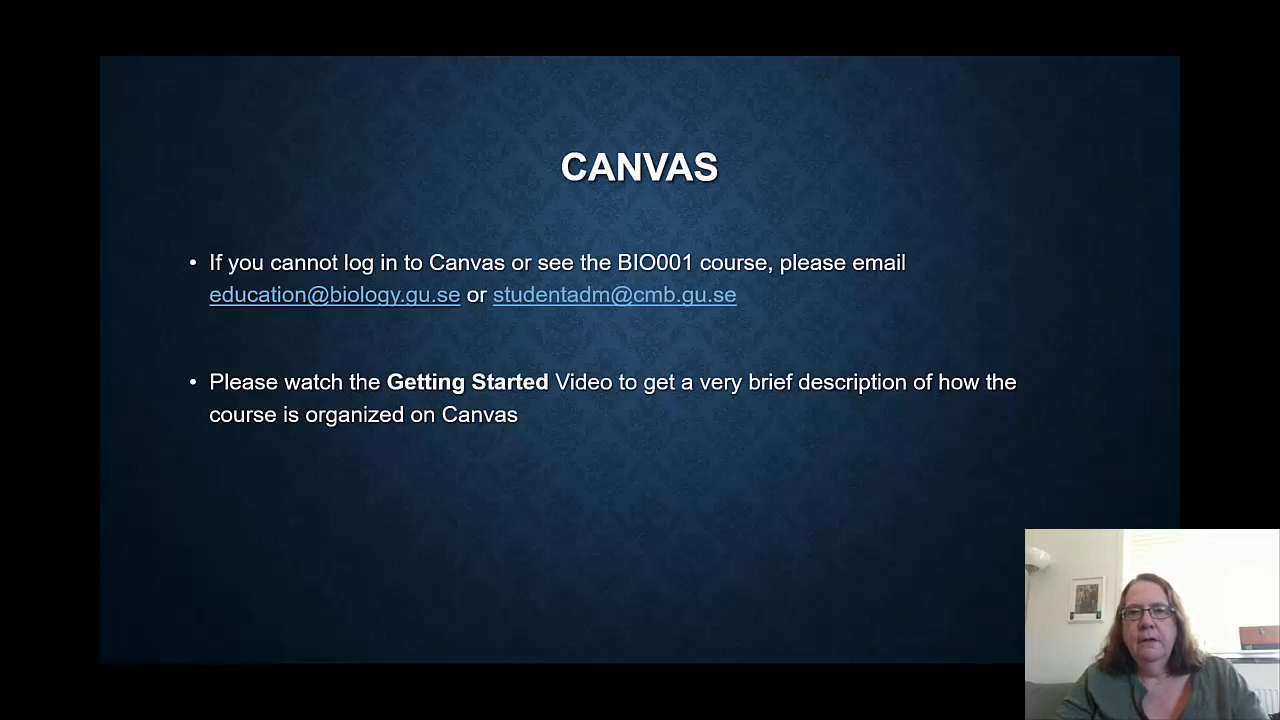 CANVAS
• If you cannot log in to Canvas or see the BIO001 course, please email
education@biology.gu.se or studentadm@cmb.gu.se
• Please watch the Getting Started Video to get a very brief description of how the
course is organized on Canvas